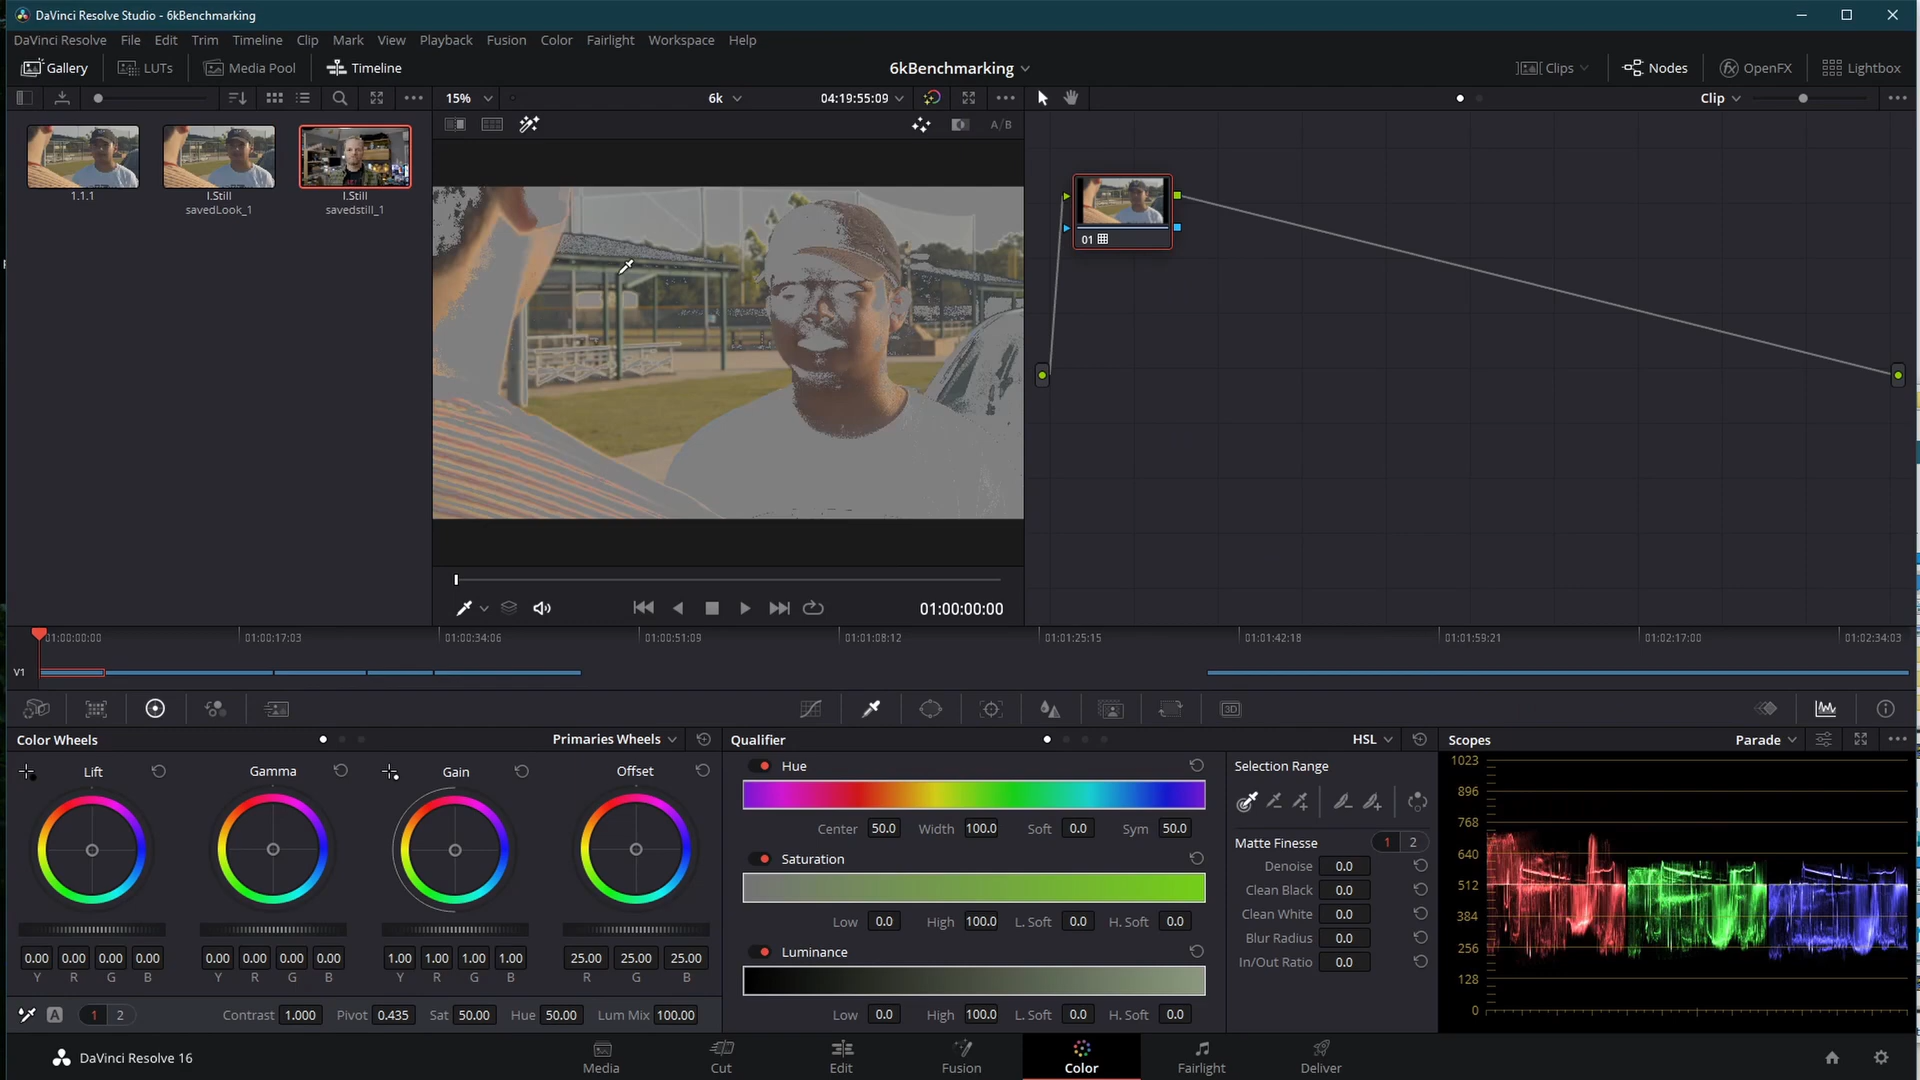 DaVinci Resolve Studio - 6kBenchmarking
DaVinci Resolve File Edit Trim Timeline Clip Mark View Playback Fusion Color Fairlight Workspace Help
Gallery LUTs Media Pool Timeline 6kBenchmarking Clips Nodes OpenFX Lightbox
15% 6k 04:19:55:09 Clip
A/B
1.1.1 I.Still I.Still
savedLook_1 savedstill_1
01
01:00:00:00
01:00:00:00 01:00:17:03 01:00:34:06 01:00:51:09 01:01:08:12 01:01:25:15 01:01:42:18 01:01:59:21 01:02:17:00 01:02:34:03
V1
3D
Color Wheels Primaries Wheels Qualifier HSL Scopes Parade
Lift Gamma Gain Offset
0.00 0.00 0.00 0.00 0.00 0.00 0.00 0.00 1.00 1.00 1.00 1.00 25.00 25.00 25.00
Y R G B Y R G B Y R G B R G B
A 1 2 Contrast 1.000 Pivot 0.435 Sat 50.00 Hue 50.00 Lum Mix 100.00
Hue
Center 50.0 Width 100.0 Soft 0.0 Sym 50.0
Saturation
Low 0.0 High 100.0 L. Soft 0.0 H. Soft 0.0
Luminance
Low 0.0 High 100.0 L. Soft 0.0 H. Soft 0.0
Selection Range
Matte Finesse 1 2
Denoise 0.0
Clean Black 0.0
Clean White 0.0
Blur Radius 0.0
In/Out Ratio 0.0
1023
896
768
640
512
384
256
128
0
DaVinci Resolve 16
Media Cut Edit Fusion Color Fairlight Deliver